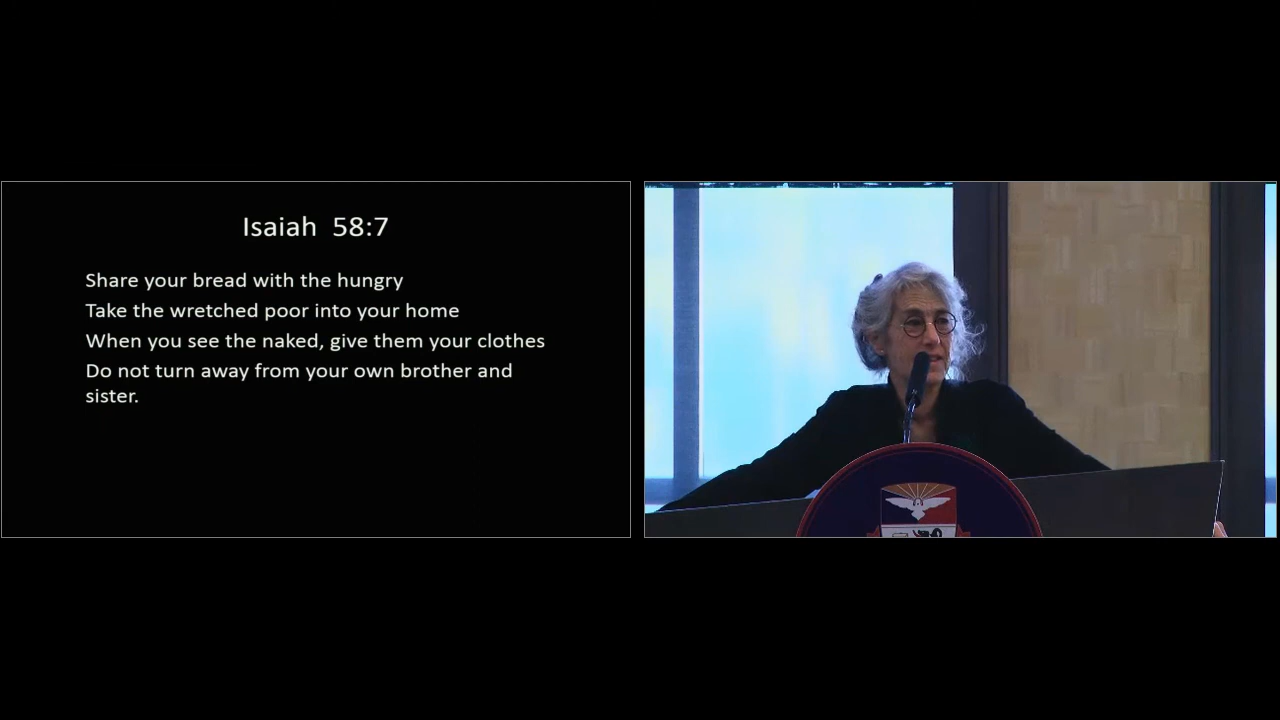 Isaiah 58:7
Share your bread with the hungry
Take the wretched poor into your home
When you see the naked, give them your clothes
Do not turn away from your own brother and
sister.